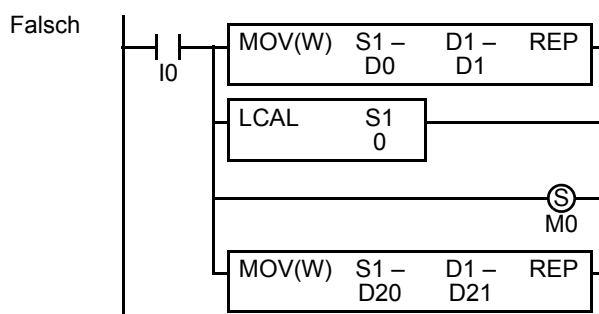 Falsch
MOV(W) S1 – D1 – REP
D0 D1
I0
LCAL S1
0
S
M0
MOV(W) S1 – D1 – REP
D20 D21